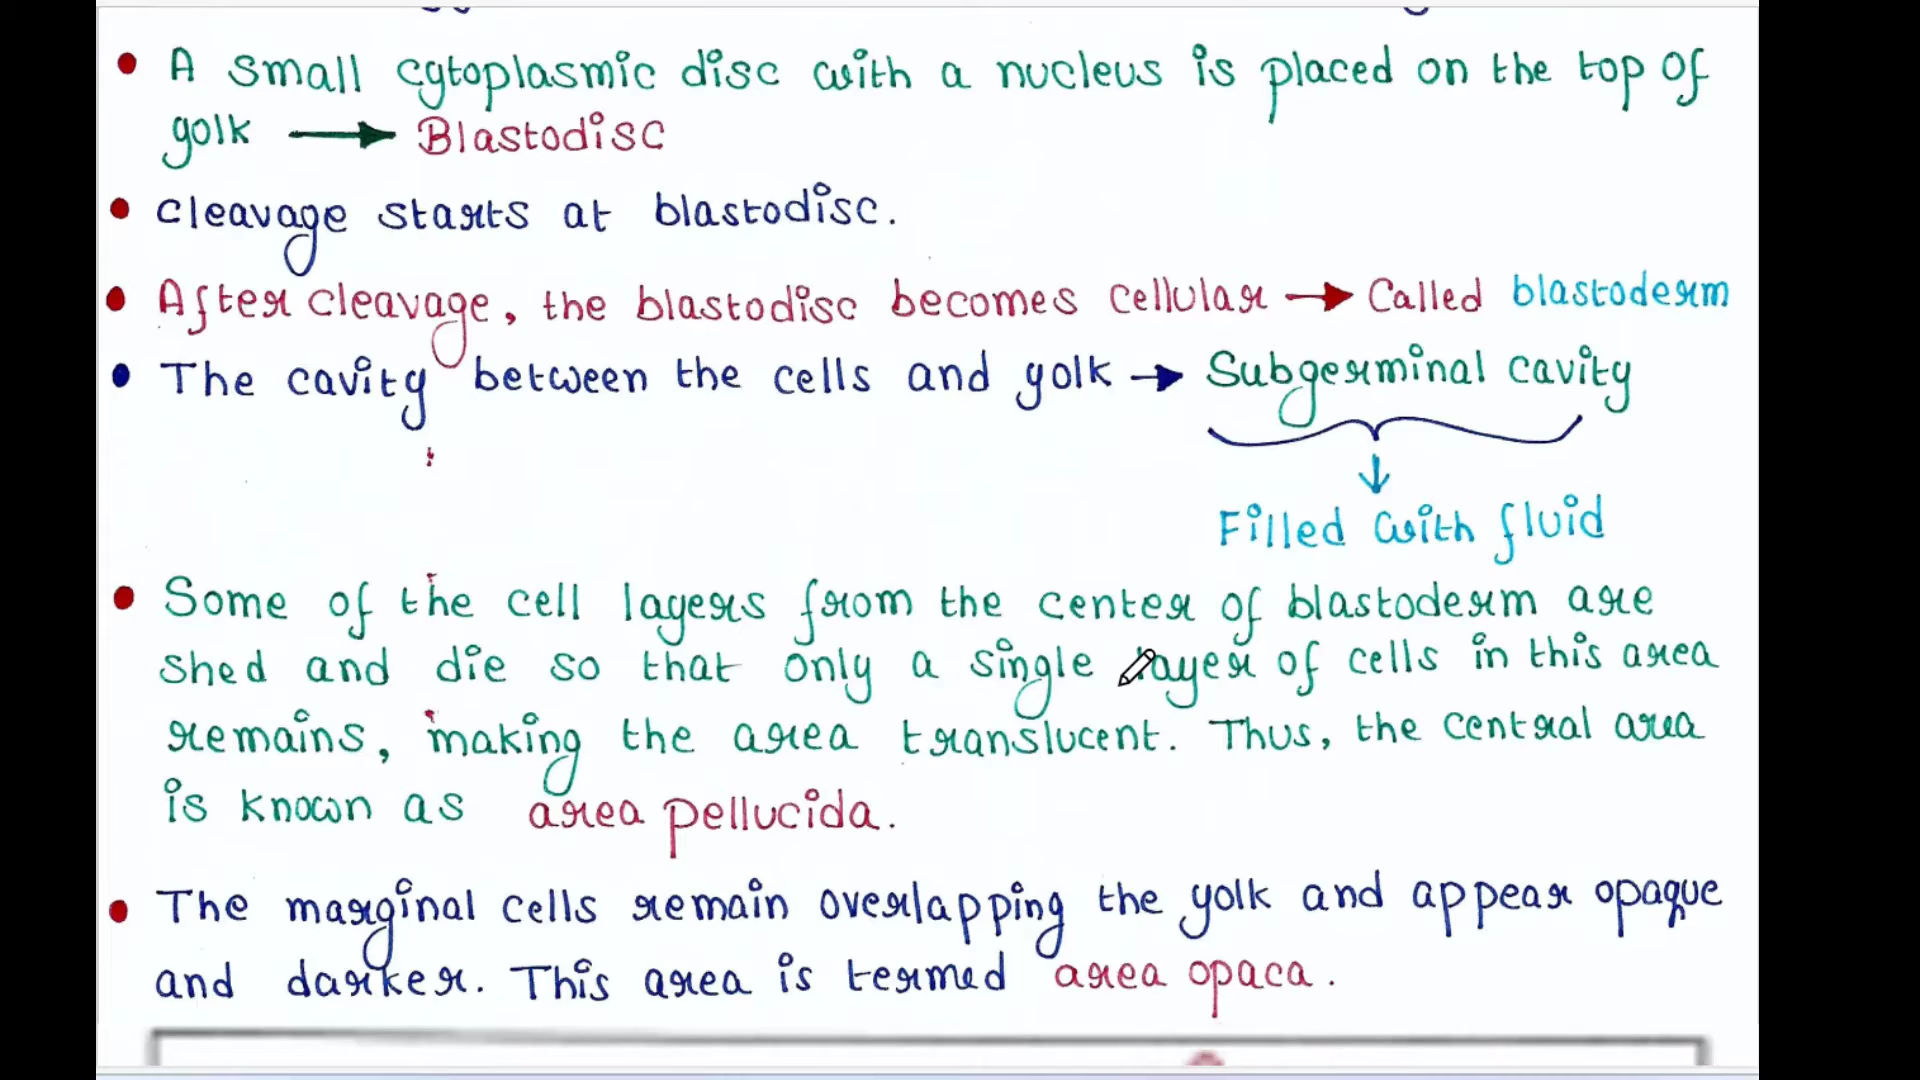 • A small cytoplasmic disc with a nucleus is placed on the top of
yolk → Blastodisc
• Cleavage starts at blastodisc.
• After cleavage, the blastodisc becomes cellular → Called blastoderm
• The cavity between the cells and yolk → Subgerminal cavity
↓
Filled with fluid
• Some of the cell layers from the center of blastoderm are
shed and die so that only a single layer of cells in this area
remains, making the area translucent. Thus, the central area
is known as area pellucida.
• The marginal cells remain overlapping the yolk and appear opaque
and darker. This area is termed area opaca.